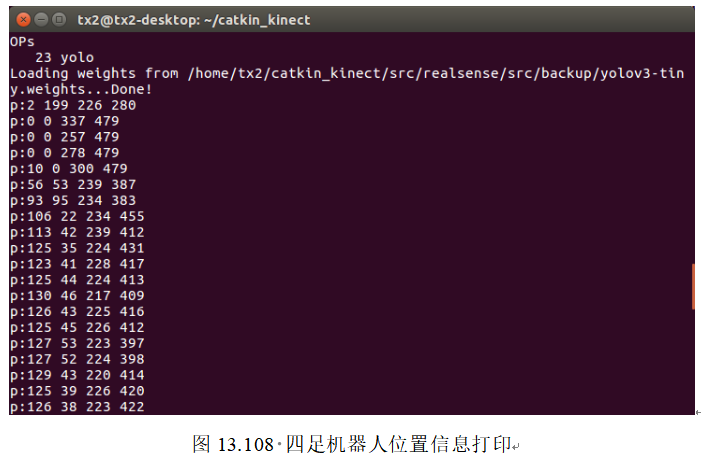 tx2@tx2-desktop: ~/catkin_kinect
OPs
23 yolo
Loading weights from /home/tx2/catkin_kinect/src/realsense/src/backup/yolov3-tin
y.weights...Done!
p:2 199 226 280
p:0 0 337 479
p:0 0 257 479
p:0 0 278 479
p:10 0 300 479
p:56 53 239 387
p:93 95 234 383
p:106 22 234 455
p:113 42 239 412
p:125 35 224 431
p:123 41 228 417
p:125 44 224 413
p:130 46 217 409
p:126 43 225 416
p:125 45 226 412
p:127 53 223 397
p:127 52 224 398
p:129 43 220 414
p:125 39 226 420
p:126 38 223 422
图 13.108 四足机器人位置信息打印